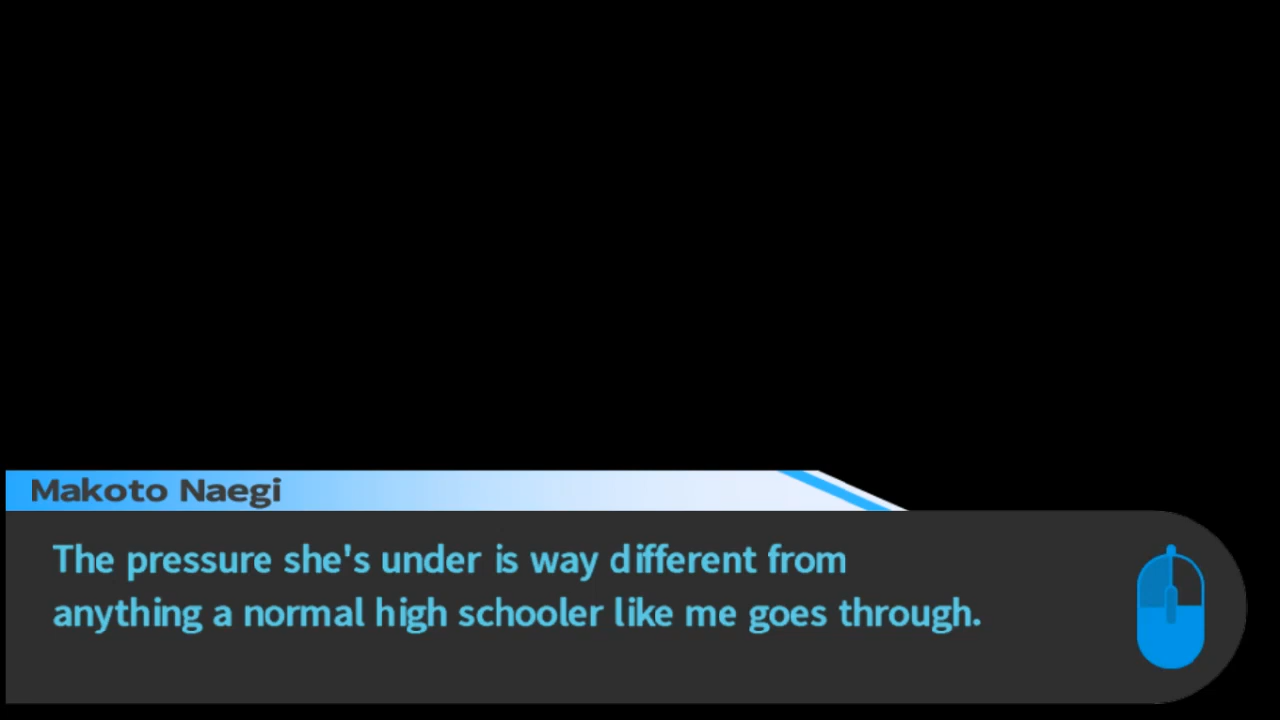 Makoto Naegi
The pressure she's under is way different from
anything a normal high schooler like me goes through.